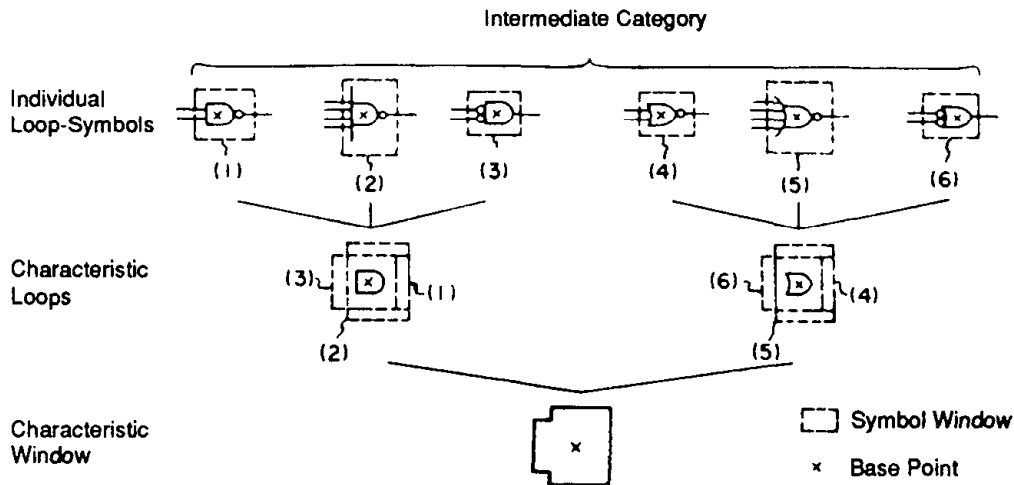 Intermediate Category
Individual
Loop-Symbols
(1)
(2)
(3)
(4)
(5)
(6)
Characteristic
Loops
(3)
(1)
(2)
(6)
(4)
(5)
Characteristic
Window
Symbol Window
× Base Point